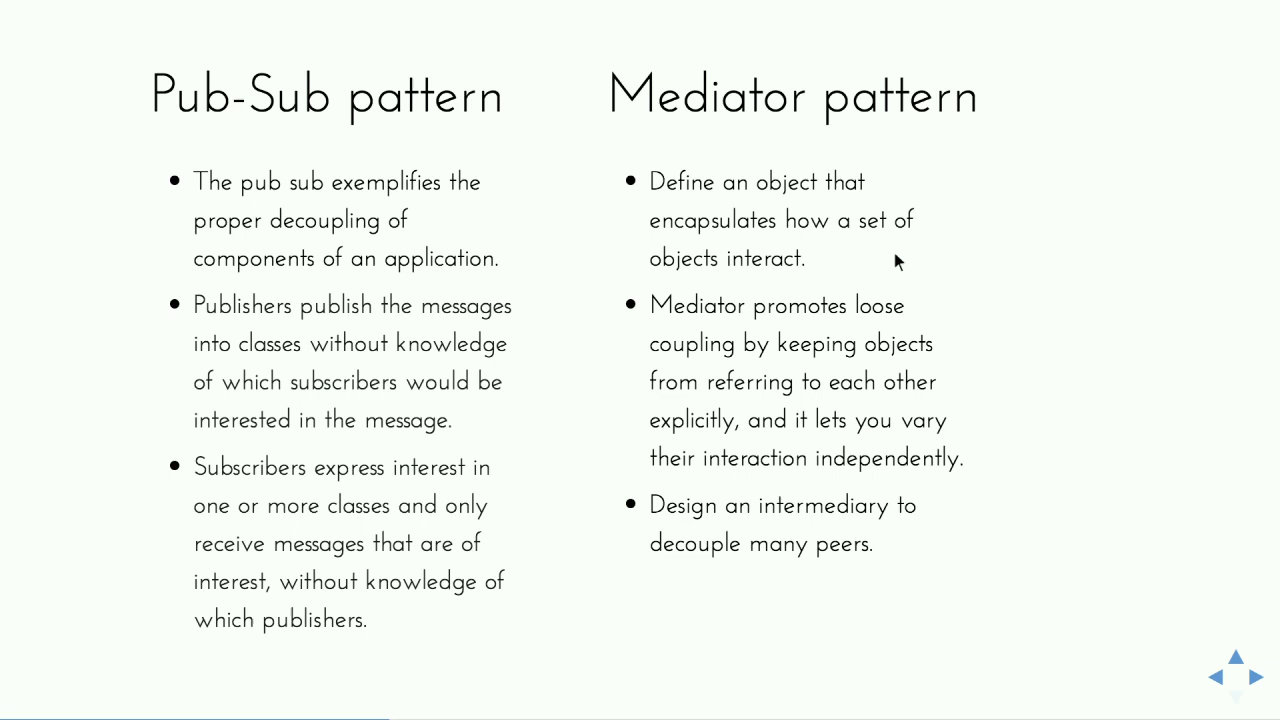 Pub-Sub pattern
• The pub sub exemplifies the
proper decoupling of
components of an application.
• Publishers publish the messages
into classes without knowledge
of which subscribers would be
interested in the message.
• Subscribers express interest in
one or more classes and only
receive messages that are of
interest, without knowledge of
which publishers.
Mediator pattern
• Define an object that
encapsulates how a set of
objects interact.
• Mediator promotes loose
coupling by keeping objects
from referring to each other
explicitly, and it lets you vary
their interaction independently.
• Design an intermediary to
decouple many peers.